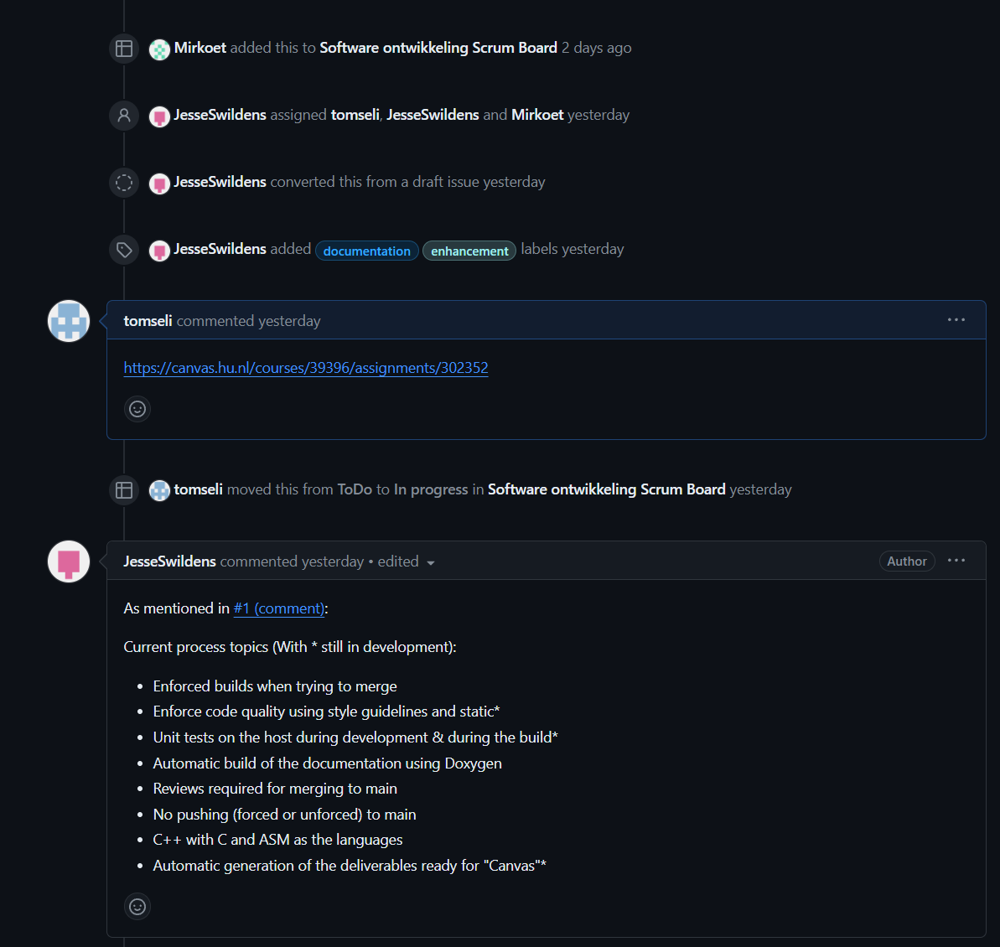 Mirkoet added this to Software ontwikkeling Scrum Board 2 days ago
JesseSwildens assigned tomseli, JesseSwildens and Mirkoet yesterday
JesseSwildens converted this from a draft issue yesterday
JesseSwildens added documentation enhancement labels yesterday
tomseli commented yesterday
https://canvas.hu.nl/courses/39396/assignments/302352
tomseli moved this from ToDo to In progress in Software ontwikkeling Scrum Board yesterday
JesseSwildens commented yesterday • edited Author
As mentioned in #1 (comment):
Current process topics (With * still in development):
• Enforced builds when trying to merge
• Enforce code quality using style guidelines and static*
• Unit tests on the host during development & during the build*
• Automatic build of the documentation using Doxygen
• Reviews required for merging to main
• No pushing (forced or unforced) to main
• C++ with C and ASM as the languages
• Automatic generation of the deliverables ready for "Canvas"*